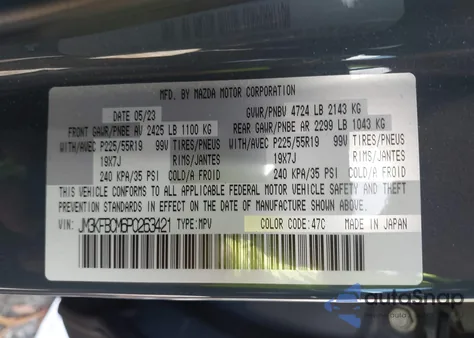 MFD. BY MAZDA MOTOR CORPORATION
DATE 05/23 GVWR/PNBV 4724 LB 2143 KG
FRONT GAWR/PNBE AV 2425 LB 1100 KG REAR GAWR/PNBE AR 2299 LB 1043 KG
WITH/AVEC P225/55R19 99V TIRES/PNEUS WITH/AVEC P225/55R19 99V TIRES/PNEUS
19X7J RIMS/JANTES 19X7J RIMS/JANTES
240 KPA/35 PSI COLD/A FROID 240 KPA/35 PSI COLD/A FROID
THIS VEHICLE CONFORMS TO ALL APPLICABLE FEDERAL MOTOR VEHICLE SAFETY AND
THEFT PREVENTION STANDARDS IN EFFECT ON THE DATE OF MANUFACTURE SHOWN ABOVE.
VIN: JM3KFBCM6P0263421 TYPE:MPV COLOR CODE:47C MADE IN JAPAN
autoSnap